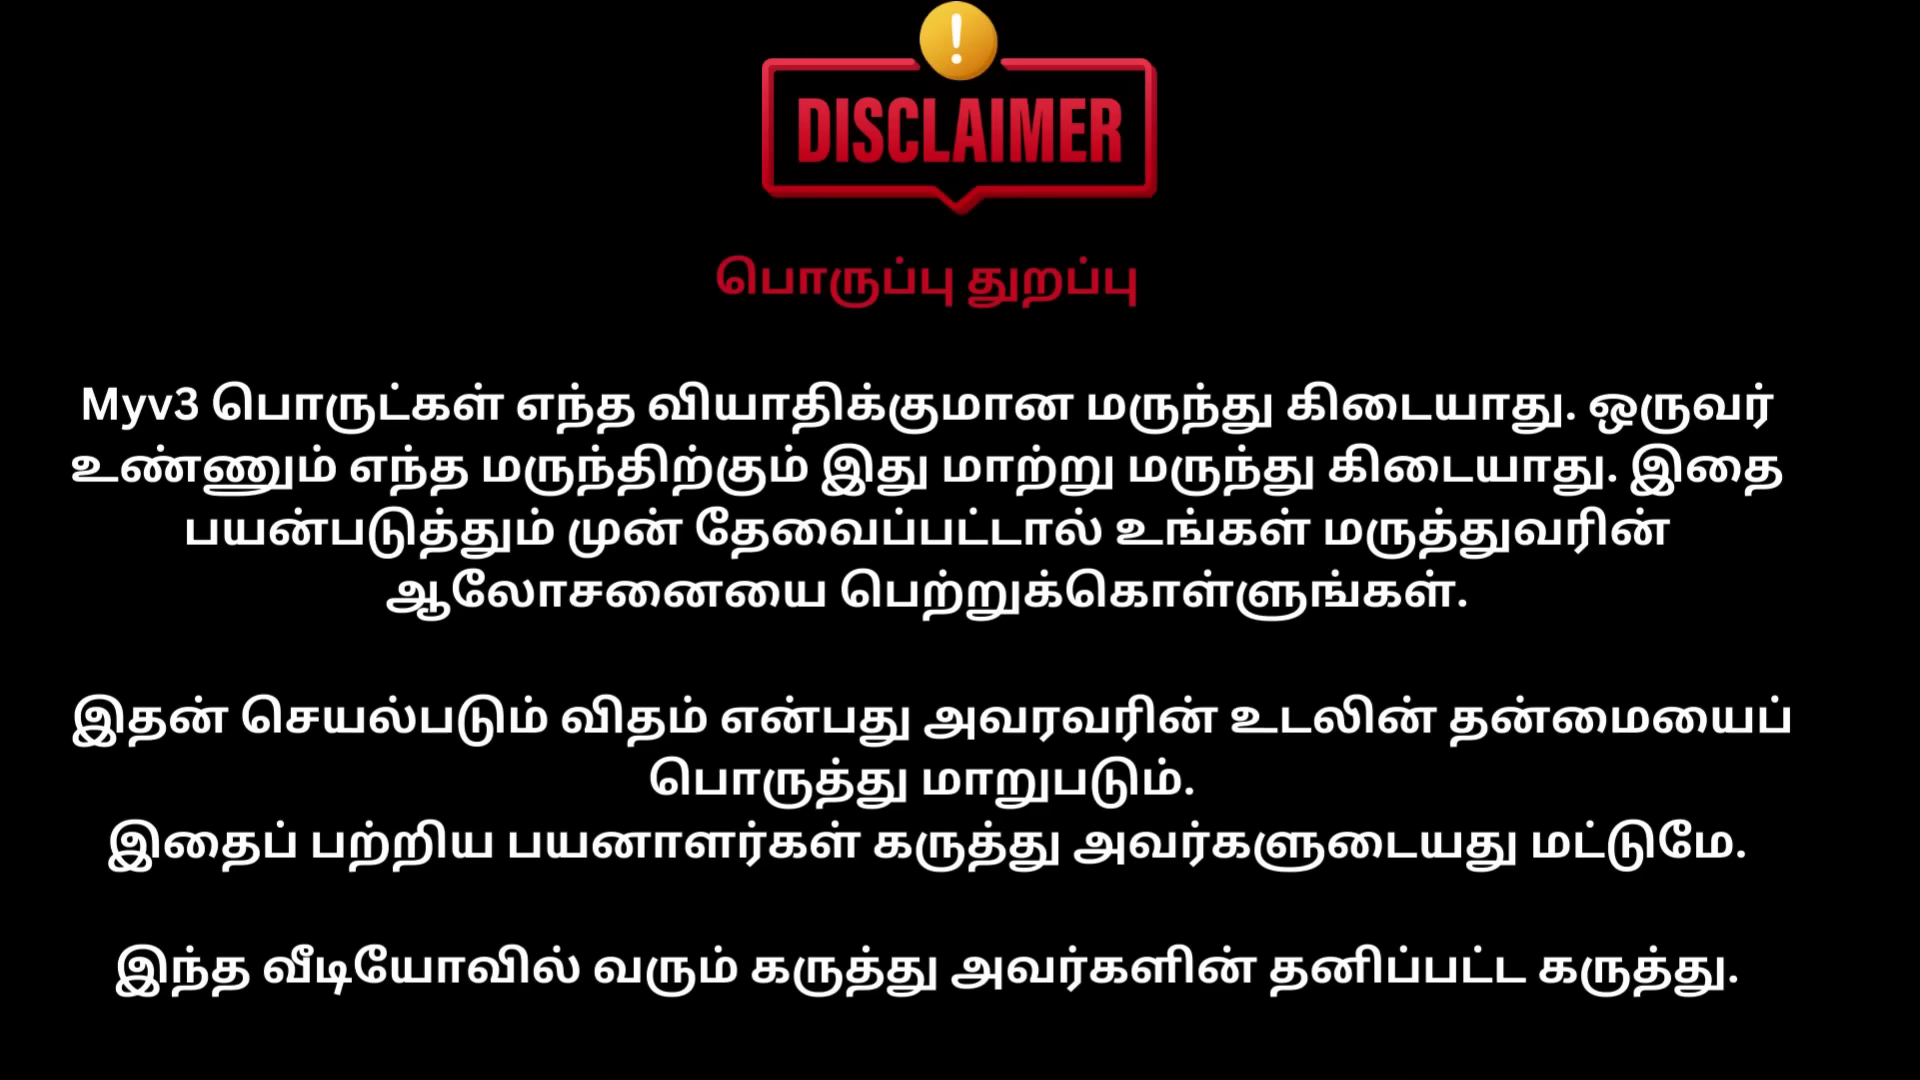 !
DISCLAIMER
பொருப்பு துறப்பு
Myv3 பொருட்கள் எந்த வியாதிக்குமான மருந்து கிடையாது. ஒருவர்
உண்ணும் எந்த மருந்திற்கும் இது மாற்று மருந்து கிடையாது. இதை
பயன்படுத்தும் முன் தேவைப்பட்டால் உங்கள் மருத்துவரின்
ஆலோசனையை பெற்றுக்கொள்ளுங்கள்.
இதன் செயல்படும் விதம் என்பது அவரவரின் உடலின் தன்மையைப்
பொருத்து மாறுபடும்.
இதைப் பற்றிய பயனாளர்கள் கருத்து அவர்களுடையது மட்டுமே.
இந்த வீடியோவில் வரும் கருத்து அவர்களின் தனிப்பட்ட கருத்து.